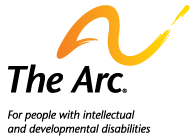 The Arc®
For people with intellectual
and developmental disabilities